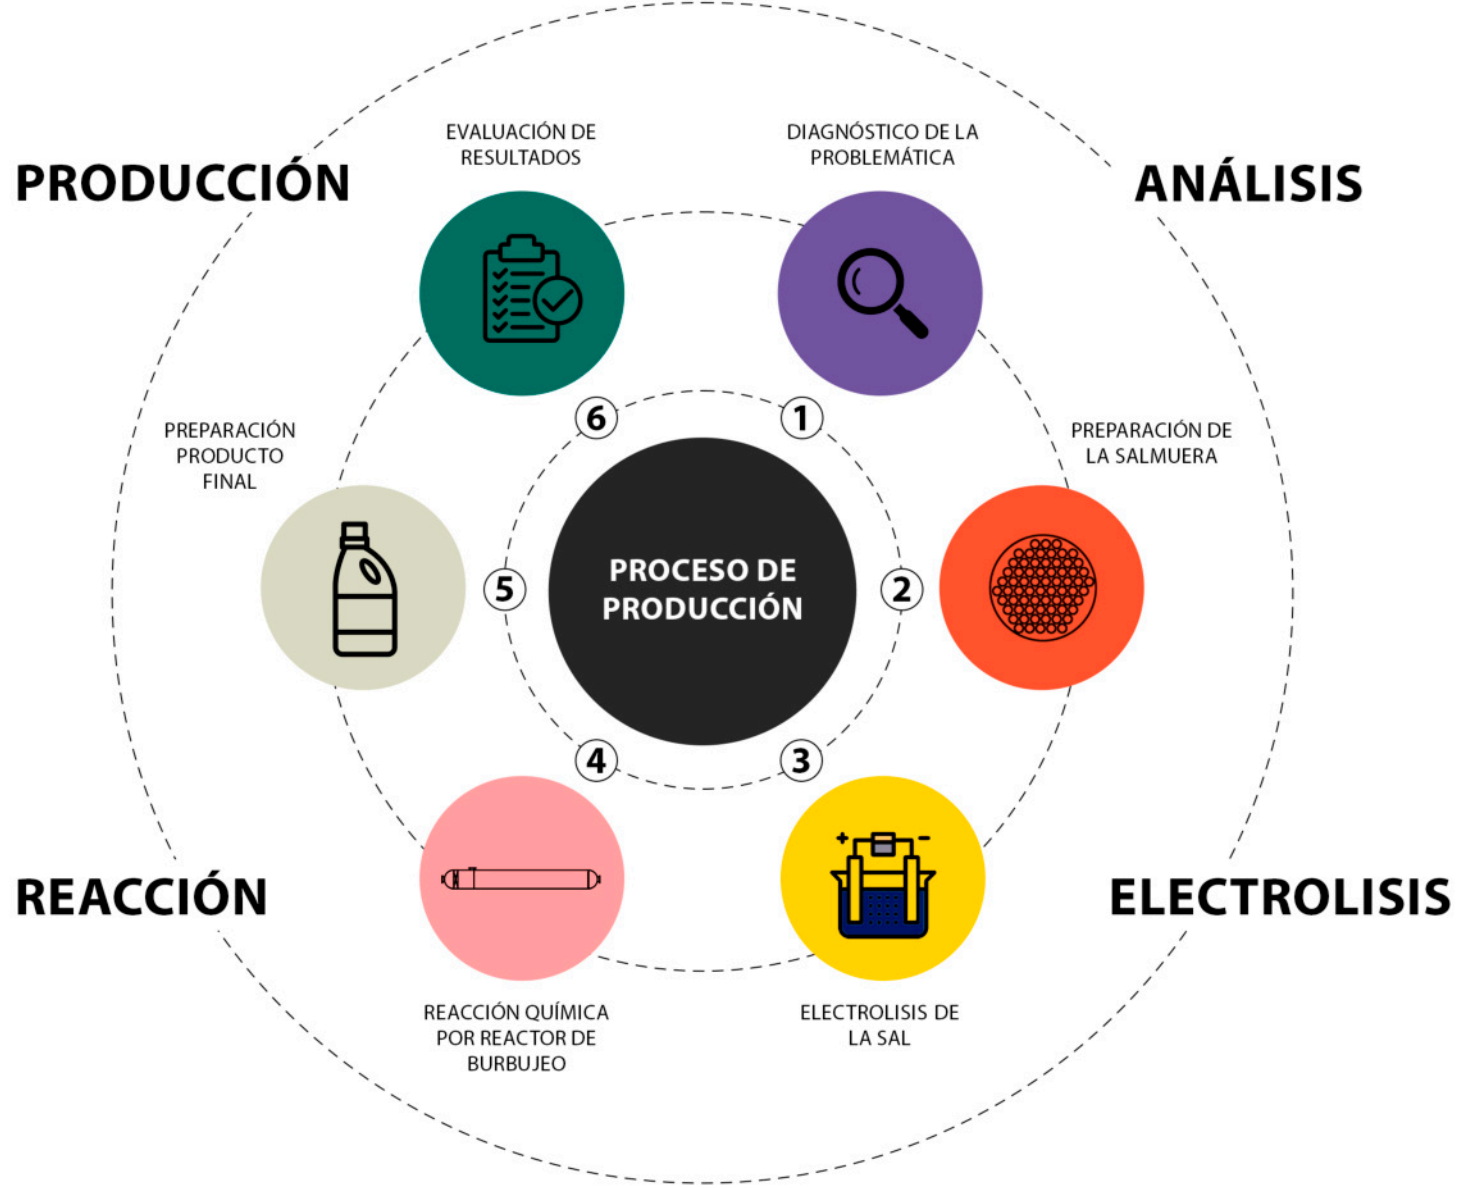 PRODUCCIÓN
ANÁLISIS
EVALUACIÓN DE
RESULTADOS
DIAGNÓSTICO DE LA
PROBLEMÁTICA
6
1
PREPARACIÓN
PRODUCTO
FINAL
PREPARACIÓN DE
LA SALMUERA
5
PROCESO DE
PRODUCCIÓN
2
4
3
+ -
REACCIÓN
ELECTROLISIS
REACCIÓN QUÍMICA
POR REACTOR DE
BURBUJEO
ELECTROLISIS DE
LA SAL